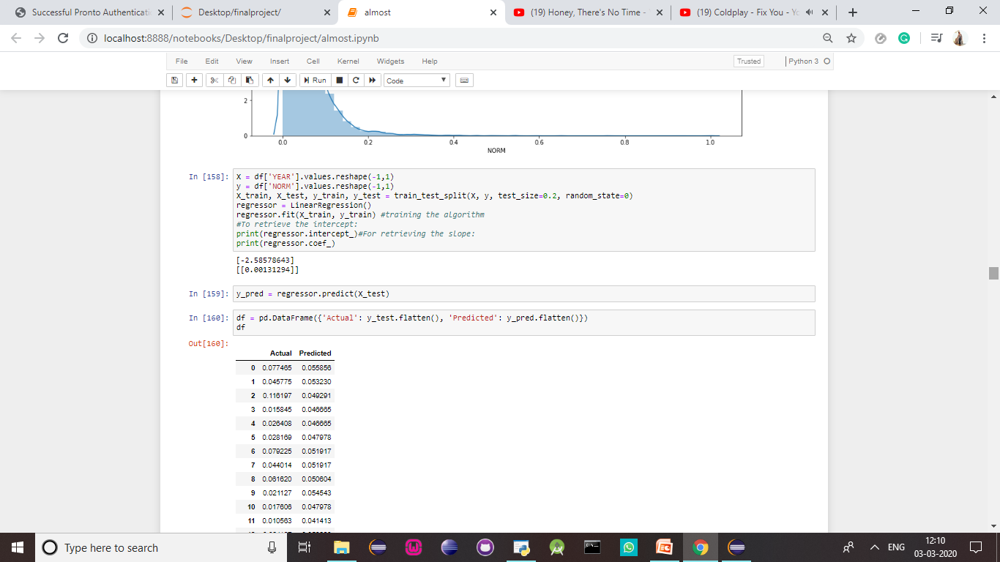 Successful Pronto Authenticati
Desktop/finalproject/
almost
(19) Honey, There's No Time -
(19) Coldplay - Fix You - Yo
localhost:8888/notebooks/Desktop/finalproject/almost.ipynb
File Edit View Insert Cell Kernel Widgets Help
Trusted
Python 3
Run
Code
2
0
0.0 0.2 0.4 0.6 0.8 1.0
NORM
In [158]:
X = df['YEAR'].values.reshape(-1,1)
y = df['NORM'].values.reshape(-1,1)
X_train, X_test, y_train, y_test = train_test_split(X, y, test_size=0.2, random_state=0)
regressor = LinearRegression()
regressor.fit(X_train, y_train) #training the algorithm
#To retrieve the intercept:
print(regressor.intercept_)#For retrieving the slope:
print(regressor.coef_)
[-2.58578643]
[[0.00131294]]
In [159]: y_pred = regressor.predict(X_test)
In [160]: df = pd.DataFrame({'Actual': y_test.flatten(), 'Predicted': y_pred.flatten()})
df
Out[160]:
Actual Predicted
0 0.077465 0.055856
1 0.045775 0.053230
2 0.116197 0.049291
3 0.015845 0.046665
4 0.026408 0.046665
5 0.028169 0.047978
6 0.079225 0.051917
7 0.044014 0.051917
8 0.061620 0.050604
9 0.021127 0.054543
10 0.017606 0.047978
11 0.010563 0.041413
Type here to search
ENG
12:10
03-03-2020